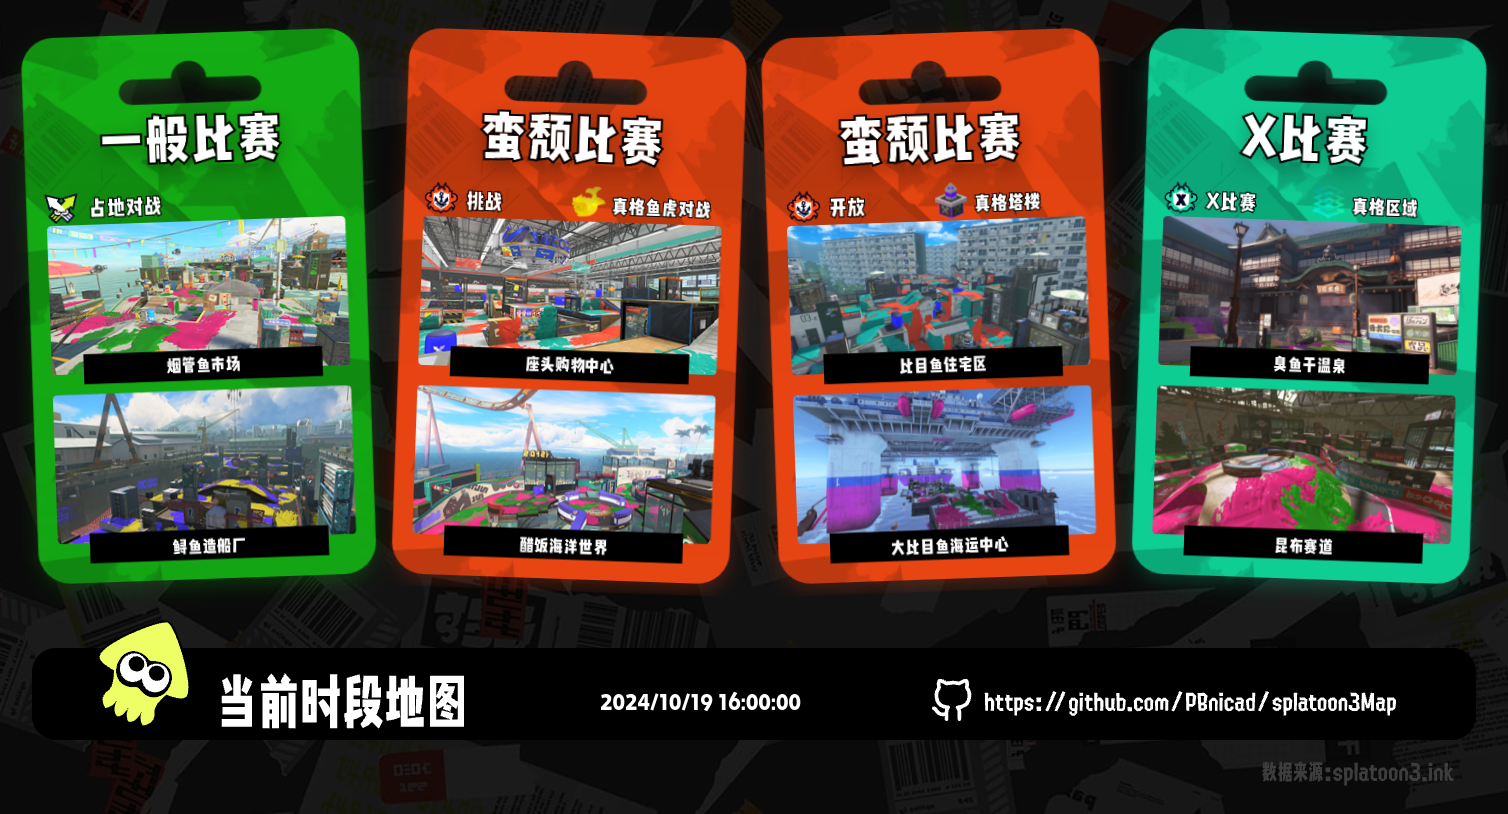 一般比赛
占地对战
烟管鱼市场
鲟鱼造船厂
蛮颓比赛
挑战
真格鱼虎对战
座头购物中心
醋饭海洋世界
蛮颓比赛
开放
真格塔楼
比目鱼住宅区
大比目鱼海运中心
X比赛
X比赛
真格区域
臭鱼干温泉
昆布赛道
当前时段地图
2024/10/19 16:00:00
https://github.com/PBnicad/splatoon3Map
数据来源:splatoon3.ink